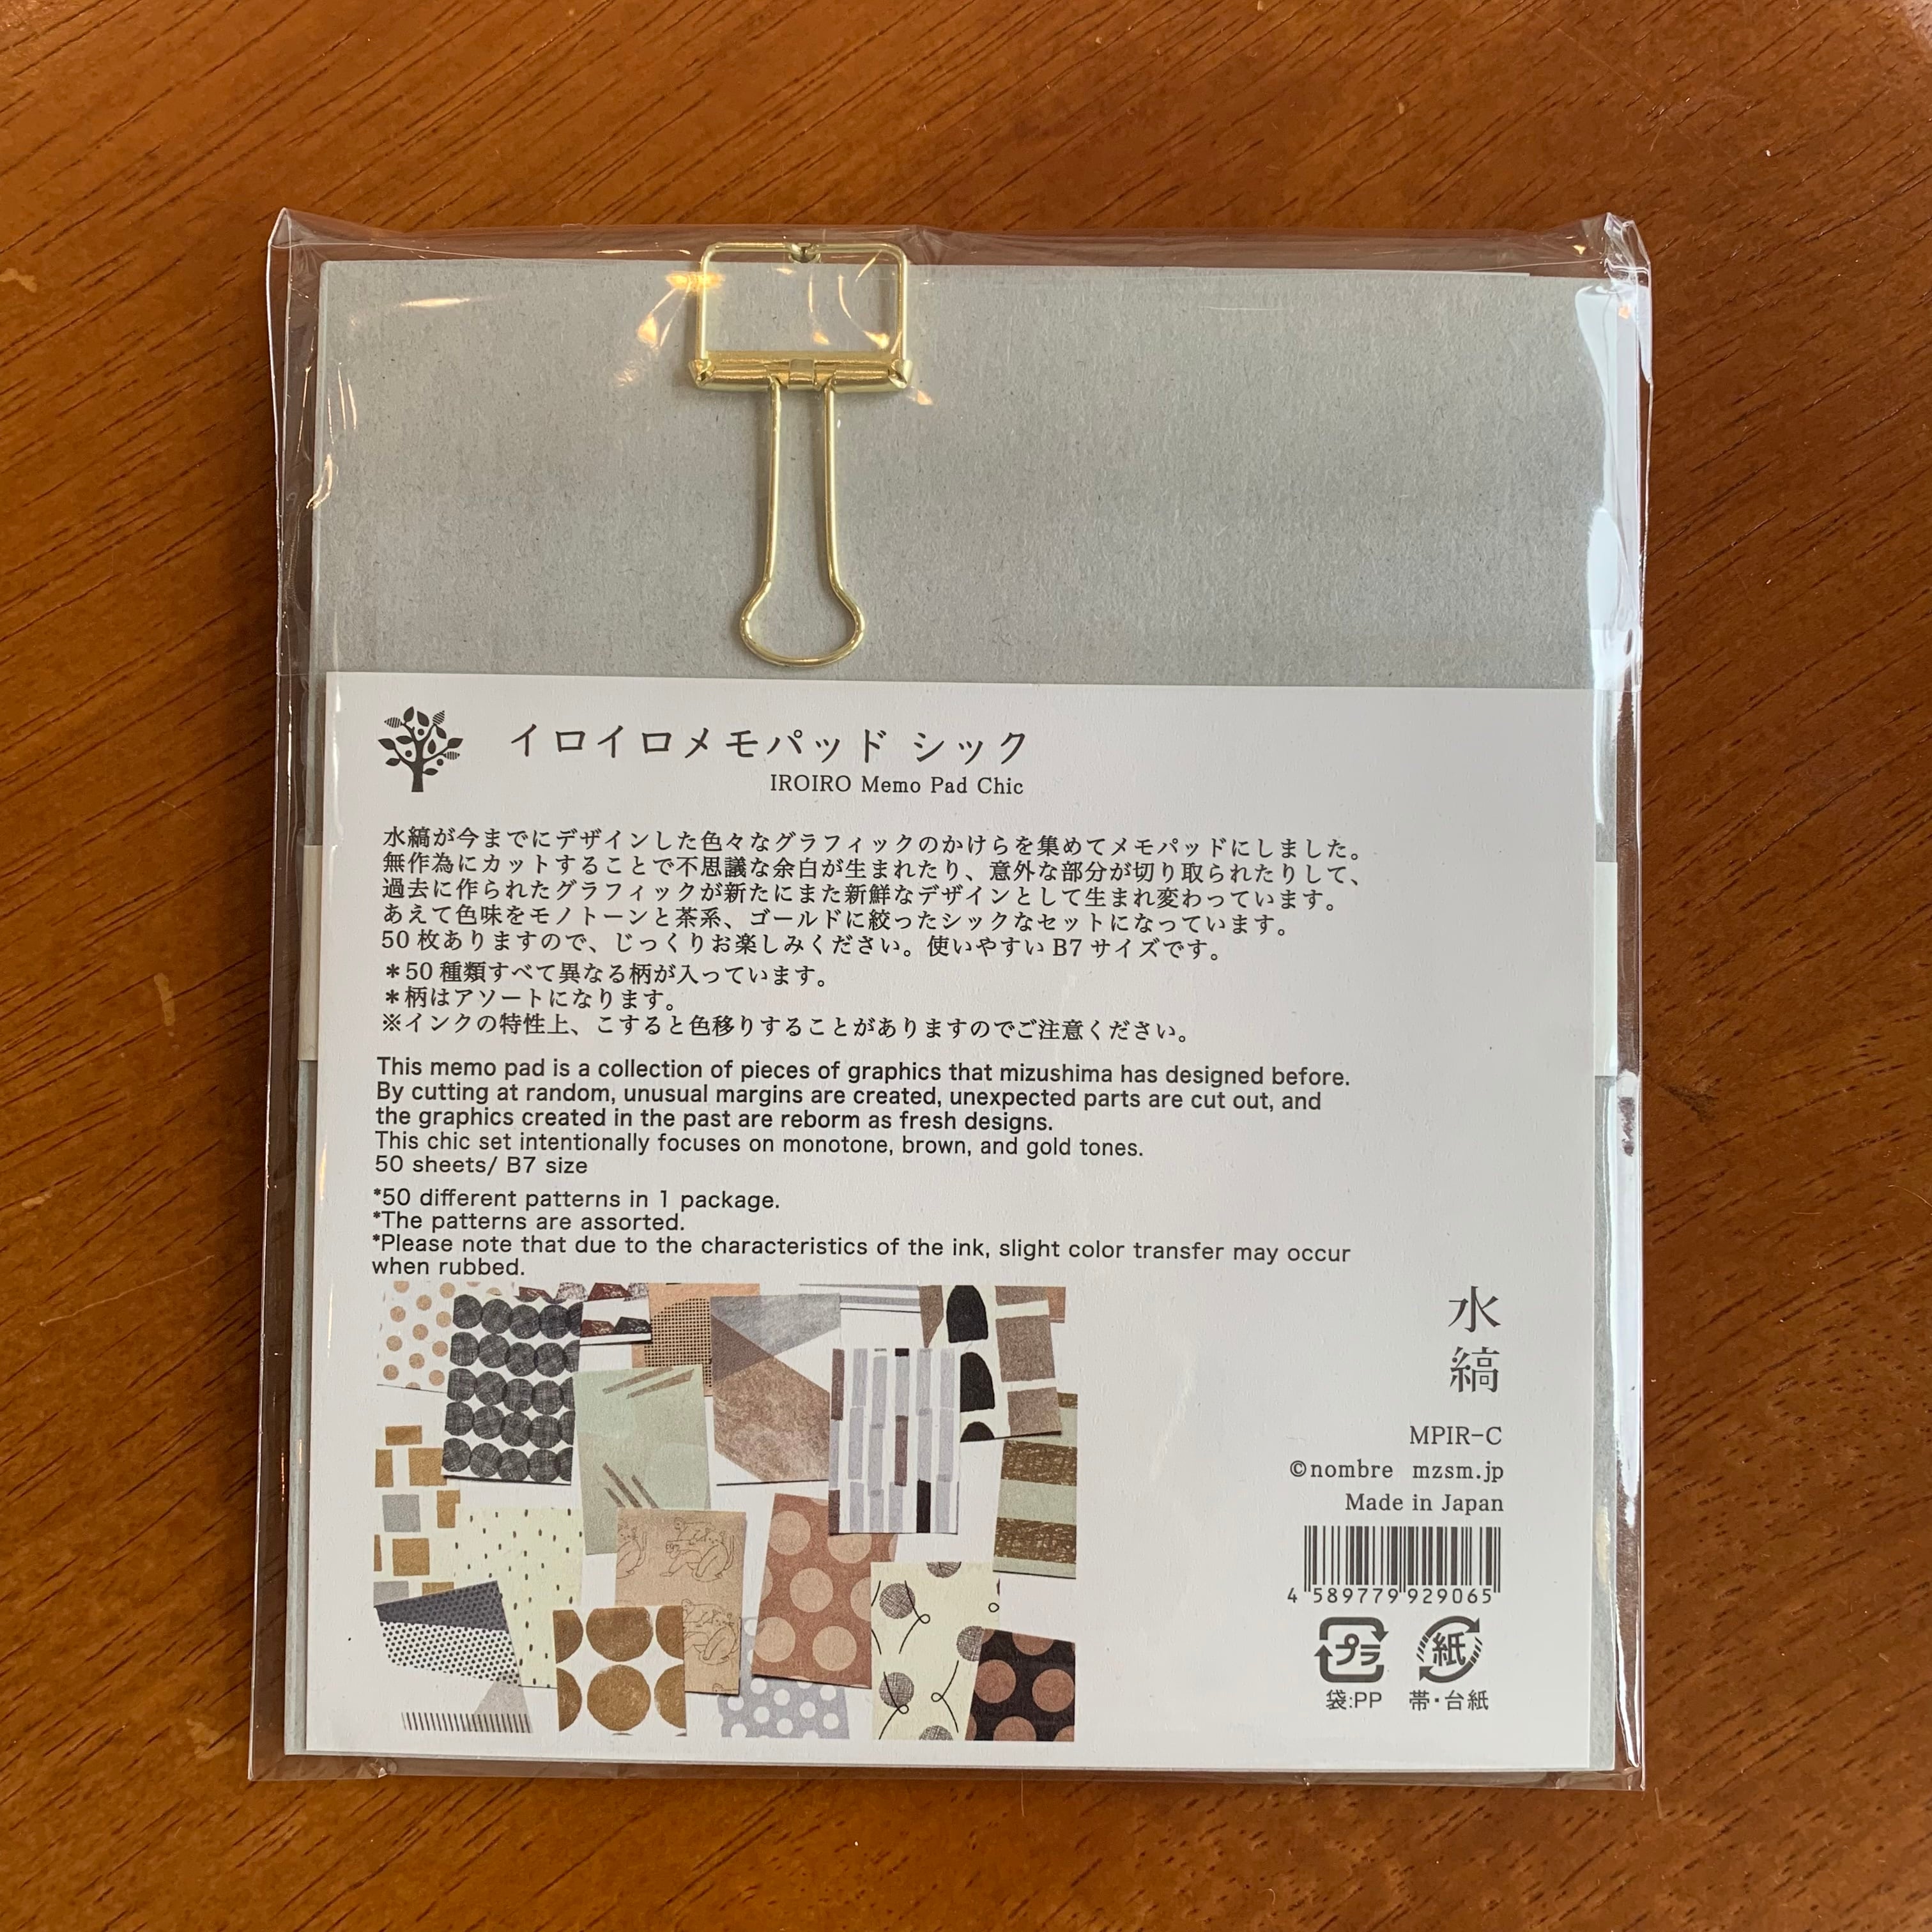 イロイロメモパッド シック
IROIRO Memo Pad Chic
水縞が今までにデザインした色々なグラフィックのかけらを集めてメモパッドにしました。
無作為にカットすることで不思議な余白が生まれたり、意外な部分が切り取られたりして、
過去に作られたグラフィックが新たにまた新鮮なデザインとして生まれ変わっています。
あえて色味をモノトーンと茶系、ゴールドに絞ったシックなセットになっています。
50 枚ありますので、じっくりお楽しみください。使いやすい B7 サイズです。
＊50 種類すべて異なる柄が入っています。
＊柄はアソートになります。
※インクの特性上、こすると色移りすることがありますのでご注意ください。
This memo pad is a collection of pieces of graphics that mizushima has designed before.
By cutting at random, unusual margins are created, unexpected parts are cut out, and
the graphics created in the past are reborm as fresh designs.
This chic set intentionally focuses on monotone, brown, and gold tones.
50 sheets/ B7 size
*50 different patterns in 1 package.
*The patterns are assorted.
*Please note that due to the characteristics of the ink, slight color transfer may occur
when rubbed.
水縞
MPIR-C
©nombre mzsm.jp
Made in Japan
4 589779 929065
プラ 紙
袋:PP 帯・台紙